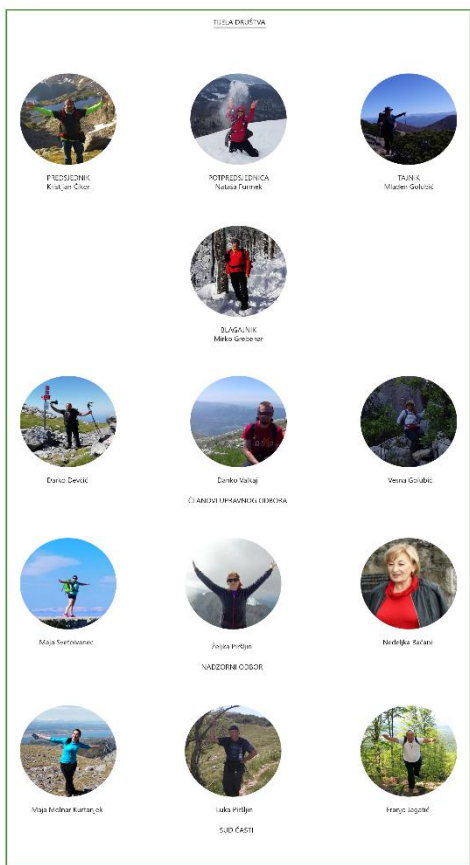 TIJELA DRUŠTVA
PREDSJEDNIK
Kristijan Čikor
POTPREDSJEDNICA
Nataša Furmek
TAJNIK
Mladen Golubić
BLAGAJNIK
Mirko Grebenar
Darko Devčić
Danko Valkaj
Vesna Golubić
ČLANOVI UPRAVNOG ODBORA
Maja Svetoivanec
Željka Piršljin
Nedeljka Bačani
NADZORNI ODBOR
Maja Molnar Kurtanjek
Luka Piršljin
Franjo Jagatić
SUD ČASTI